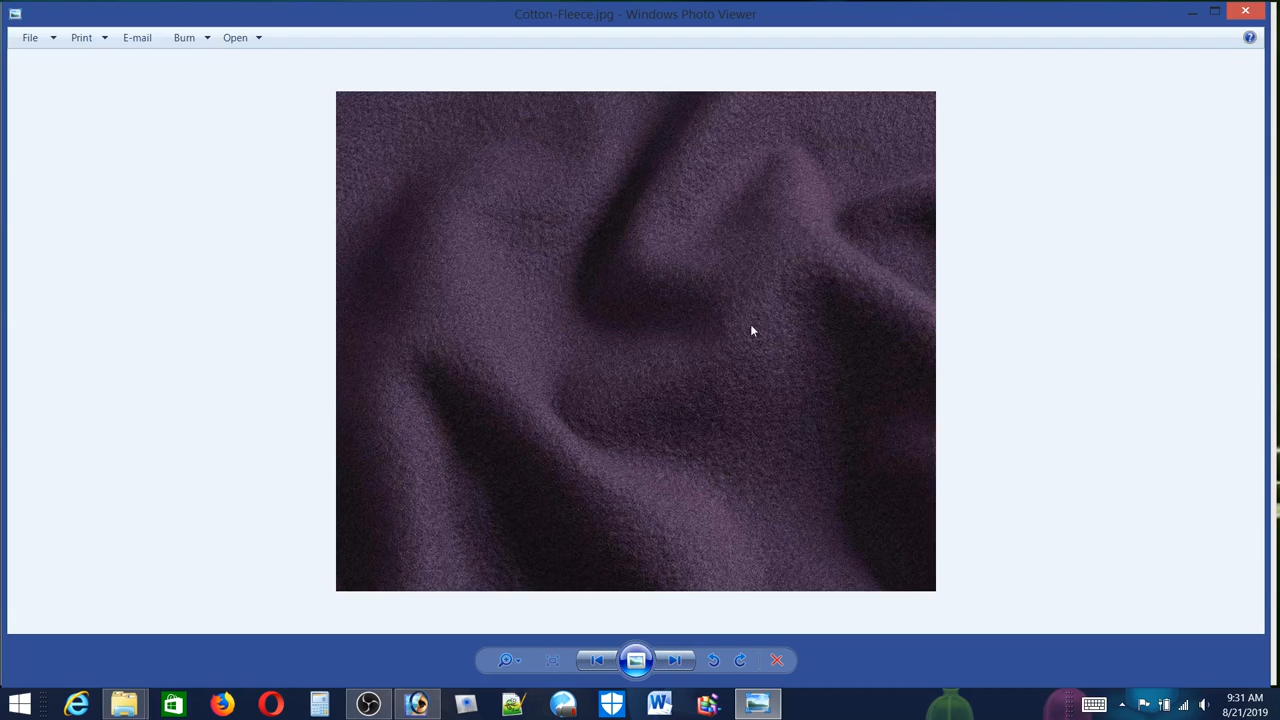 Cotton-Fleece.jpg - Windows Photo Viewer
File Print E-mail Burn Open
9:31 AM
8/21/2019